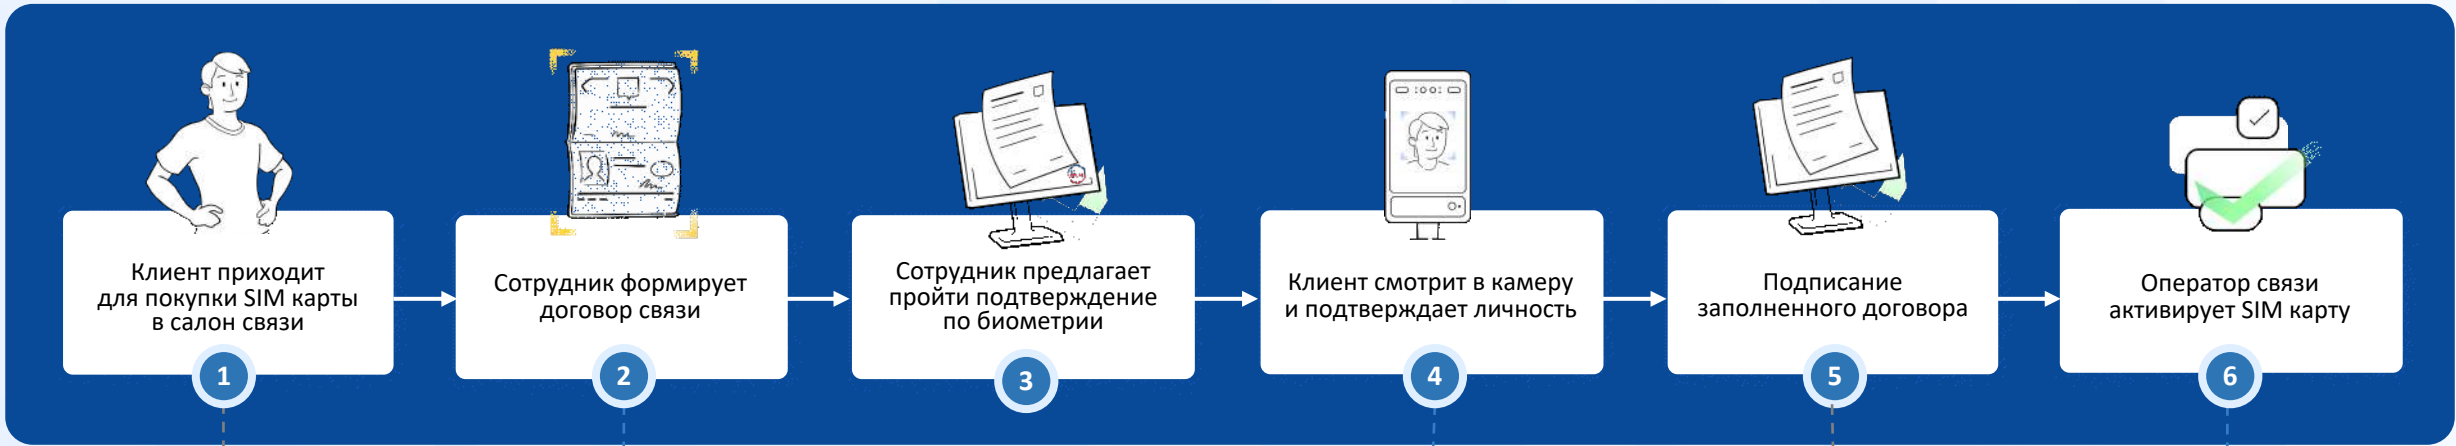 Клиент приходит
для покупки SIM карты
в салон связи
1
Сотрудник формирует
договор связи
2
Сотрудник предлагает
пройти подтверждение
по биометрии
3
Клиент смотрит в камеру
и подтверждает личность
4
Подписание
заполненного договора
5
Оператор связи
активирует SIM карту
6